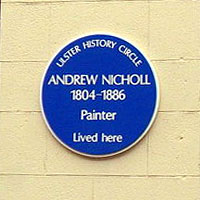 ULSTER HISTORY CIRCLE
ANDREW NICHOLL
1804-1886
Painter
Lived here